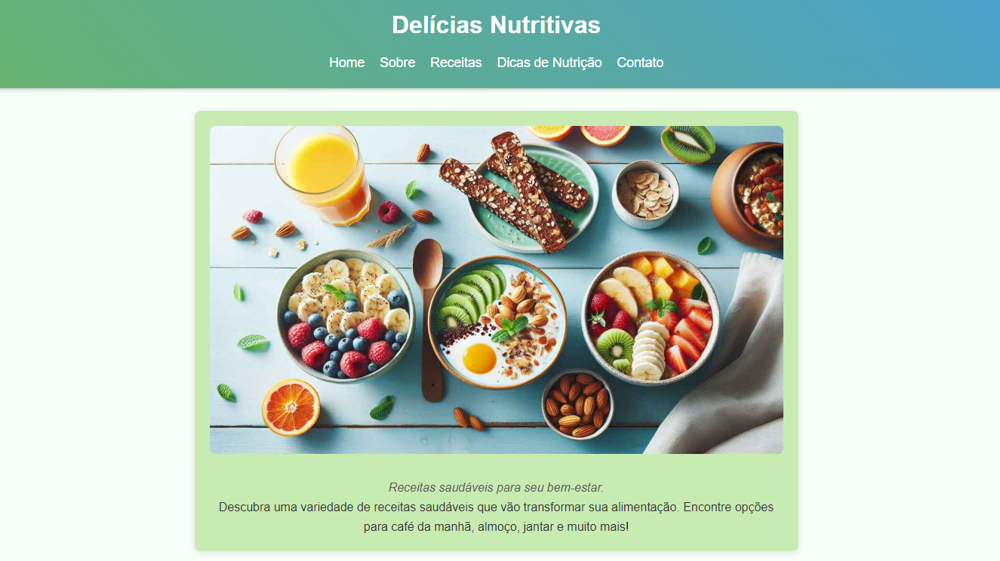 Delícias Nutritivas
Home Sobre Receitas Dicas de Nutrição Contato
Receitas saudáveis para seu bem-estar.
Descubra uma variedade de receitas saudáveis que vão transformar sua alimentação. Encontre opções
para café da manhã, almoço, jantar e muito mais!